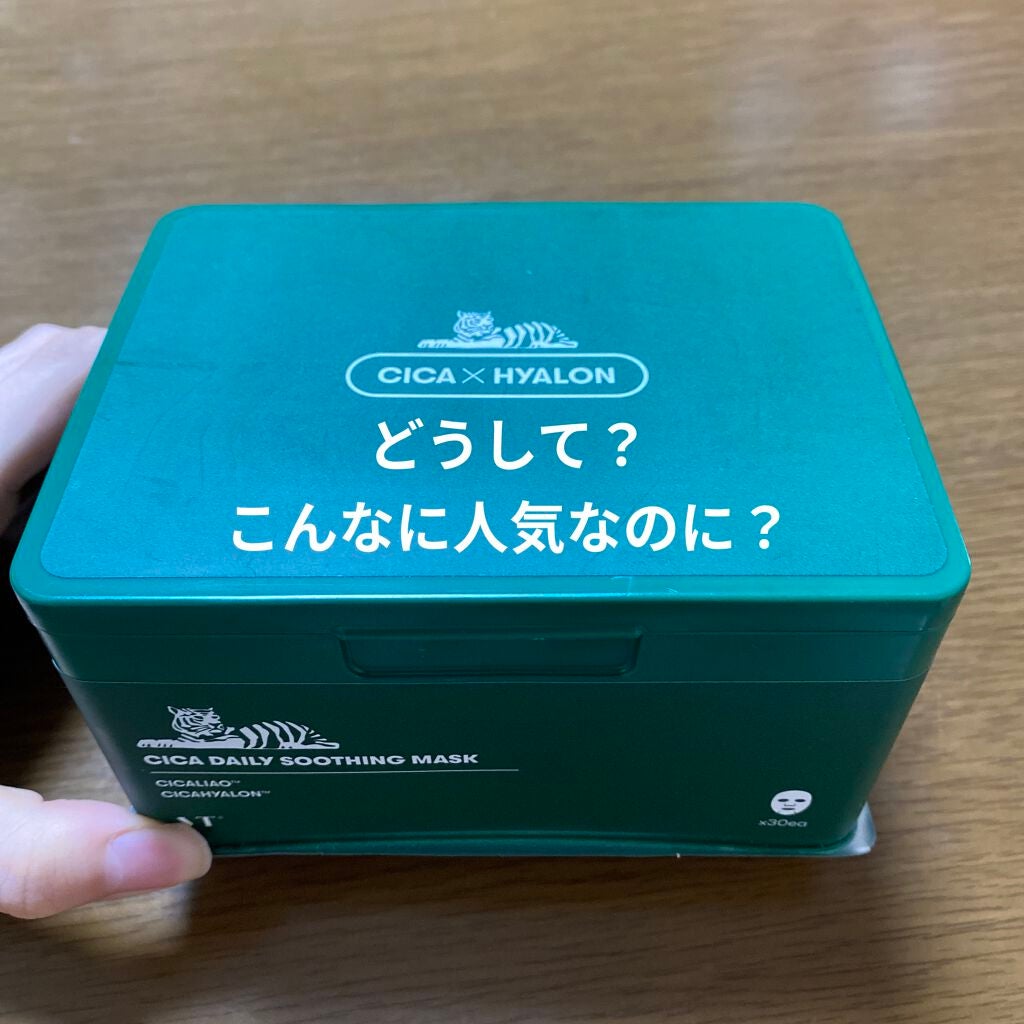 CICA × HYALON
どうして？
こんなに人気なのに？
CICA DAILY SOOTHING MASK
CICALIAO™
CICAHYALON™
x30ea